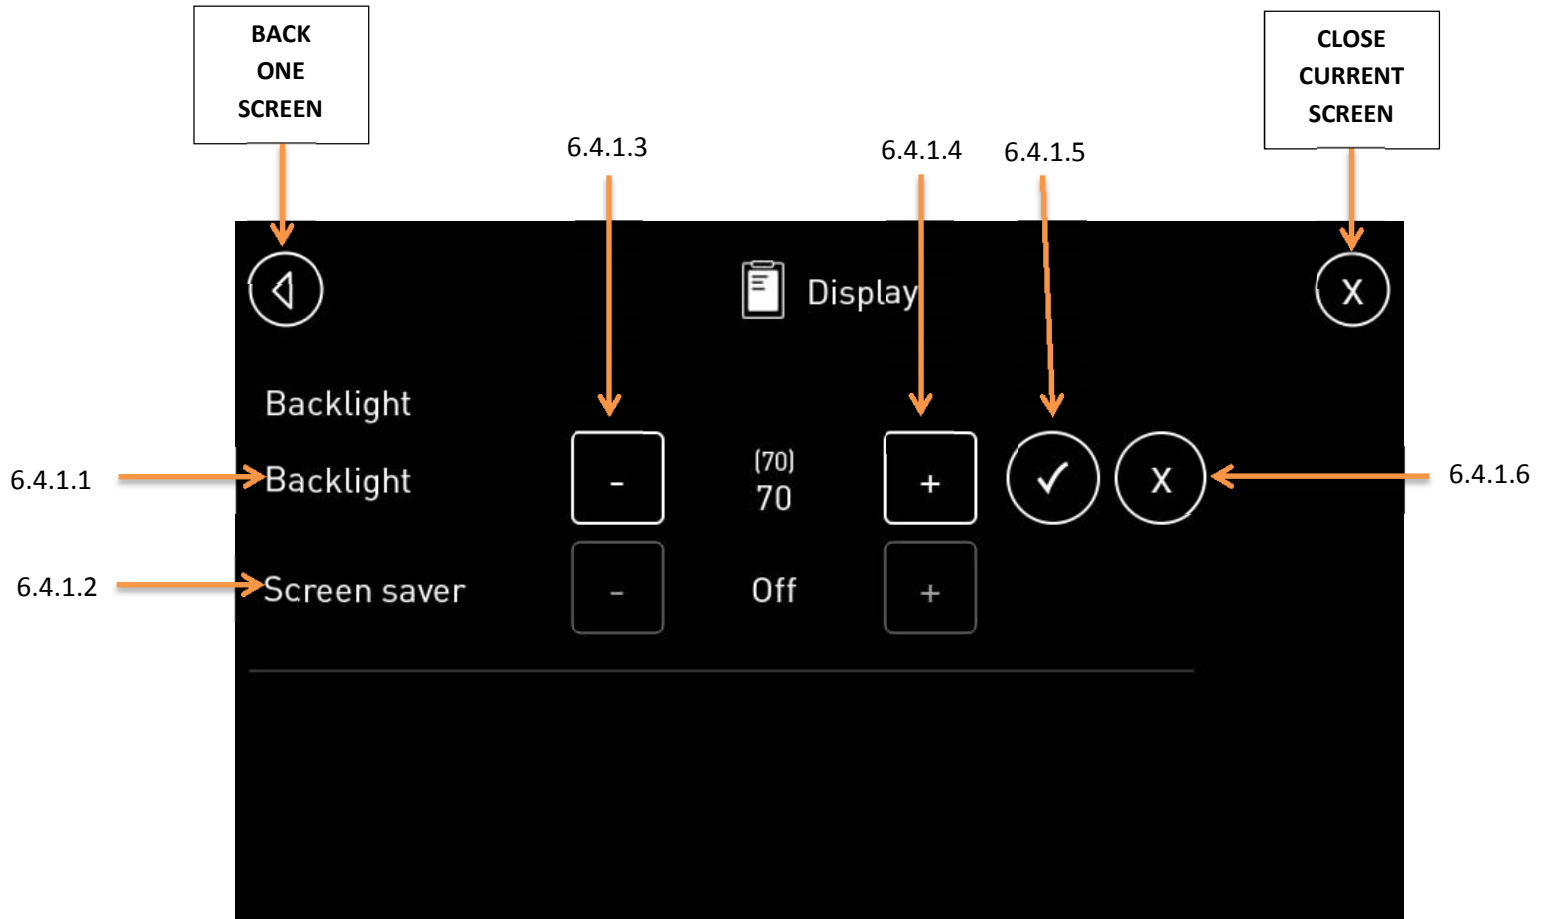 BACK
ONE
SCREEN
CLOSE
CURRENT
SCREEN
6.4.1.3
6.4.1.4
6.4.1.5
Display
X
Backlight
6.4.1.1
Backlight
-
(70)
70
+
✓
X
6.4.1.6
6.4.1.2
Screen saver
-
Off
+